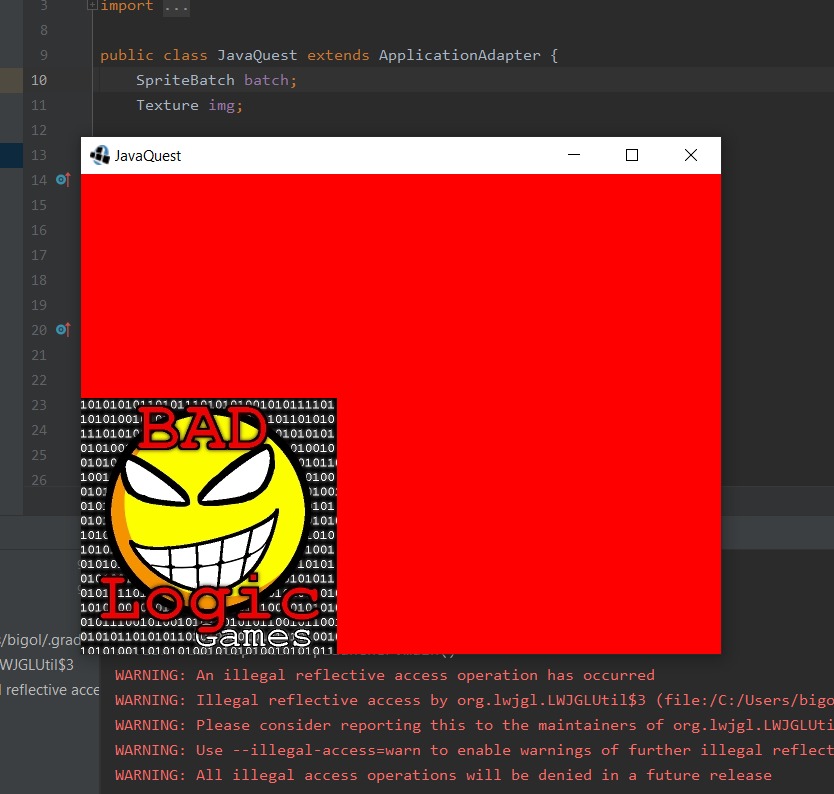 3 import ...
8
9 public class JavaQuest extends ApplicationAdapter {
10 SpriteBatch batch;
11 Texture img;
12
13
JavaQuest
14
15
16
17
18
19
20
21
22
23
24
25
26
BAD
Logic
Games
s/bigol/.grad
WJGLUtil$3
l reflective acce
WARNING: An illegal reflective access operation has occurred
WARNING: Illegal reflective access by org.lwjgl.LWJGLUtil$3 (file:/C:/Users/bigo
WARNING: Please consider reporting this to the maintainers of org.lwjgl.LWJGLUti
WARNING: Use --illegal-access=warn to enable warnings of further illegal reflect
WARNING: All illegal access operations will be denied in a future release